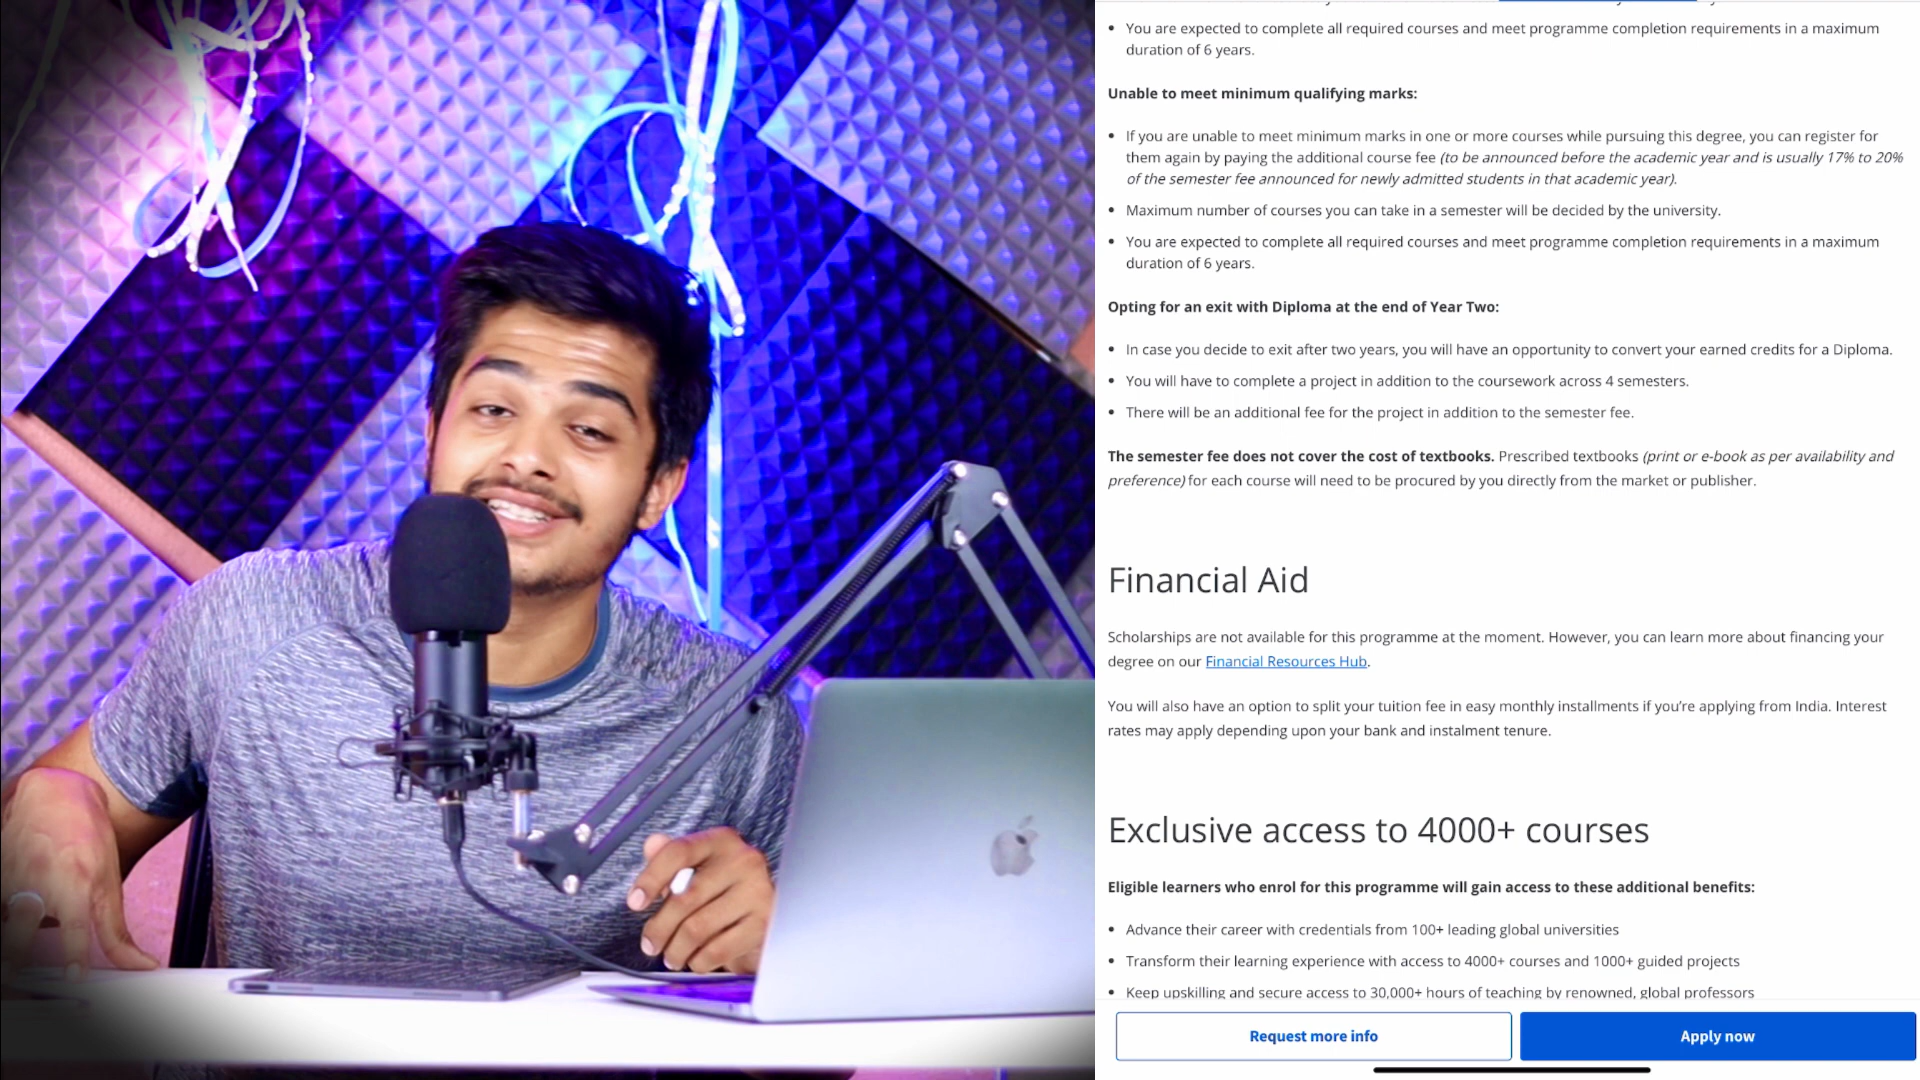 You are expected to complete all required courses and meet programme completion requirements in a maximum
duration of 6 years.
Unable to meet minimum qualifying marks:
If you are unable to meet minimum marks in one or more courses while pursuing this degree, you can register for
them again by paying the additional course fee (to be announced before the academic year and is usually 17% to 20%
of the semester fee announced for newly admitted students in that academic year).
Maximum number of courses you can take in a semester will be decided by the university.
You are expected to complete all required courses and meet programme completion requirements in a maximum
duration of 6 years.
Opting for an exit with Diploma at the end of Year Two:
In case you decide to exit after two years, you will have an opportunity to convert your earned credits for a Diploma.
You will have to complete a project in addition to the coursework across 4 semesters.
There will be an additional fee for the project in addition to the semester fee.
The semester fee does not cover the cost of textbooks. Prescribed textbooks (print or e-book as per availability and
preference) for each course will need to be procured by you directly from the market or publisher.
Financial Aid
Scholarships are not available for this programme at the moment. However, you can learn more about financing your
degree on our Financial Resources Hub.
You will also have an option to split your tuition fee in easy monthly installments if you're applying from India. Interest
rates may apply depending upon your bank and instalment tenure.
Exclusive access to 4000+ courses
Eligible learners who enrol for this programme will gain access to these additional benefits:
Advance their career with credentials from 100+ leading global universities
Transform their learning experience with access to 4000+ courses and 1000+ guided projects
Keep upskilling and secure access to 30,000+ hours of teaching by renowned, global professors
Request more info
Apply now